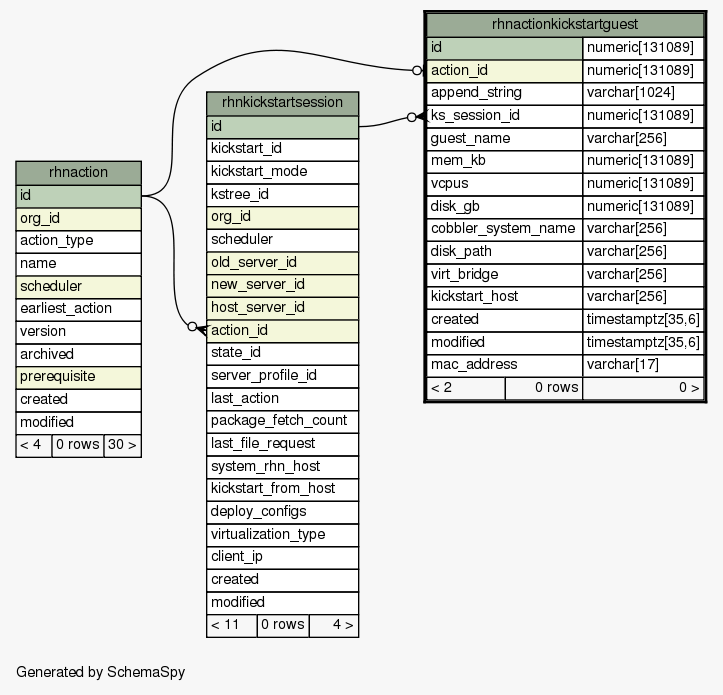 rhnaction
id
org_id
action_type
name
scheduler
earliest_action
version
archived
prerequisite
created
modified
< 4 0 rows 30 >
rhnkickstartsession
id
kickstart_id
kickstart_mode
kstree_id
org_id
scheduler
old_server_id
new_server_id
host_server_id
action_id
state_id
server_profile_id
last_action
package_fetch_count
last_file_request
system_rhn_host
kickstart_from_host
deploy_configs
virtualization_type
client_ip
created
modified
< 11 0 rows 4 >
rhnactionkickstartguest
id numeric[131089]
action_id numeric[131089]
append_string varchar[1024]
ks_session_id numeric[131089]
guest_name varchar[256]
mem_kb numeric[131089]
vcpus numeric[131089]
disk_gb numeric[131089]
cobbler_system_name varchar[256]
disk_path varchar[256]
virt_bridge varchar[256]
kickstart_host varchar[256]
created timestamptz[35,6]
modified timestamptz[35,6]
mac_address varchar[17]
< 2 0 rows 0 >
Generated by SchemaSpy